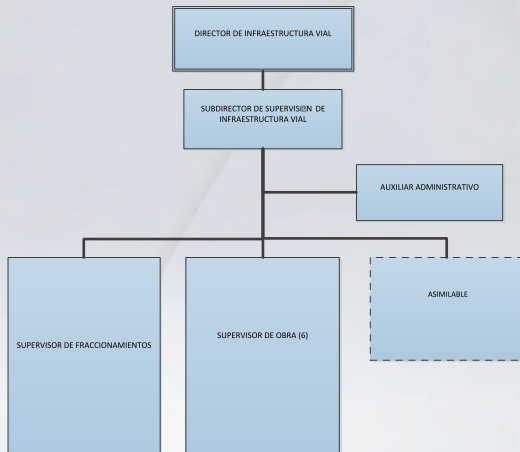 DIRECTOR DE INFRAESTRUCTURA VIAL
SUBDIRECTOR DE SUPERVISIÓN DE
INFRAESTRUCTURA VIAL
AUXILIAR ADMINISTRATIVO
SUPERVISOR DE FRACCIONAMIENTOS
SUPERVISOR DE OBRA (6)
ASIMILABLE